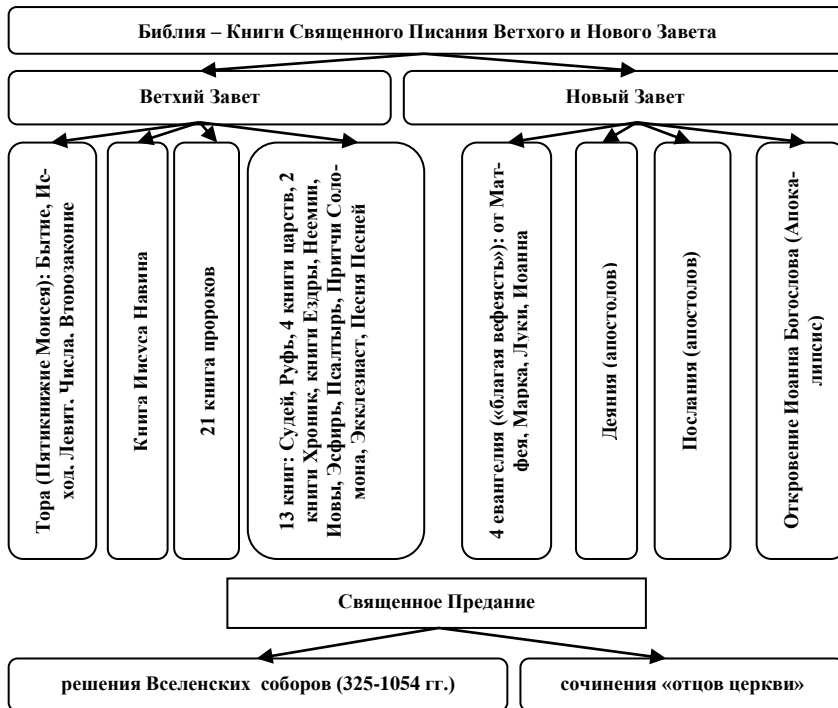 Библия – Книги Священного Писания Ветхого и Нового Завета
Ветхий Завет
Новый Завет
Тора (Пятикнижие Моисея): Бытие, Ис-
ход. Левит. Числа. Второзаконие
Книга Иисуса Навина
21 книга пророков
13 книг: Судей, Руфь, 4 книги царств, 2
книги Хроник, книги Ездры, Неемии,
Иовы, Эсфирь, Псалтырь, Притчи Соло-
мона, Экклезиаст, Песня Песней
4 евангелия («благая вефеясть»): от Мат-
фея, Марка, Луки, Иоанна
Деяния (апостолов)
Послания (апостолов)
Откровение Иоанна Богослова (Апока-
липсис)
Священное Предание
решения Вселенских соборов (325-1054 гг.)
сочинения «отцов церкви»